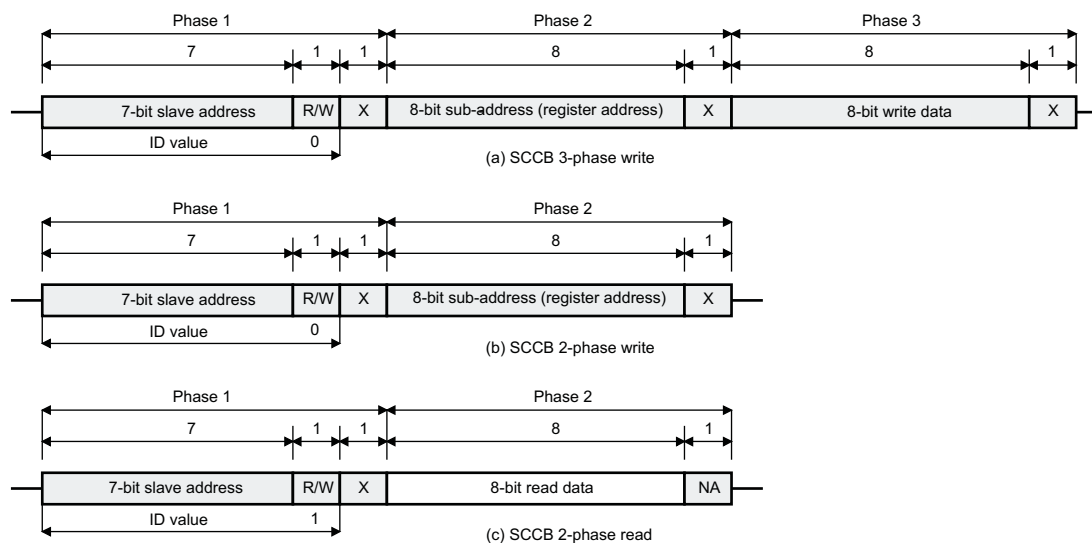 Phase 1 Phase 2 Phase 3
7 1 1 8 1 8 1
7-bit slave address R/W X 8-bit sub-address (register address) X 8-bit write data X
ID value 0
(a) SCCB 3-phase write
Phase 1 Phase 2
7 1 1 8 1
7-bit slave address R/W X 8-bit sub-address (register address) X
ID value 0
(b) SCCB 2-phase write
Phase 1 Phase 2
7 1 1 8 1
7-bit slave address R/W X 8-bit read data NA
ID value 1
(c) SCCB 2-phase read